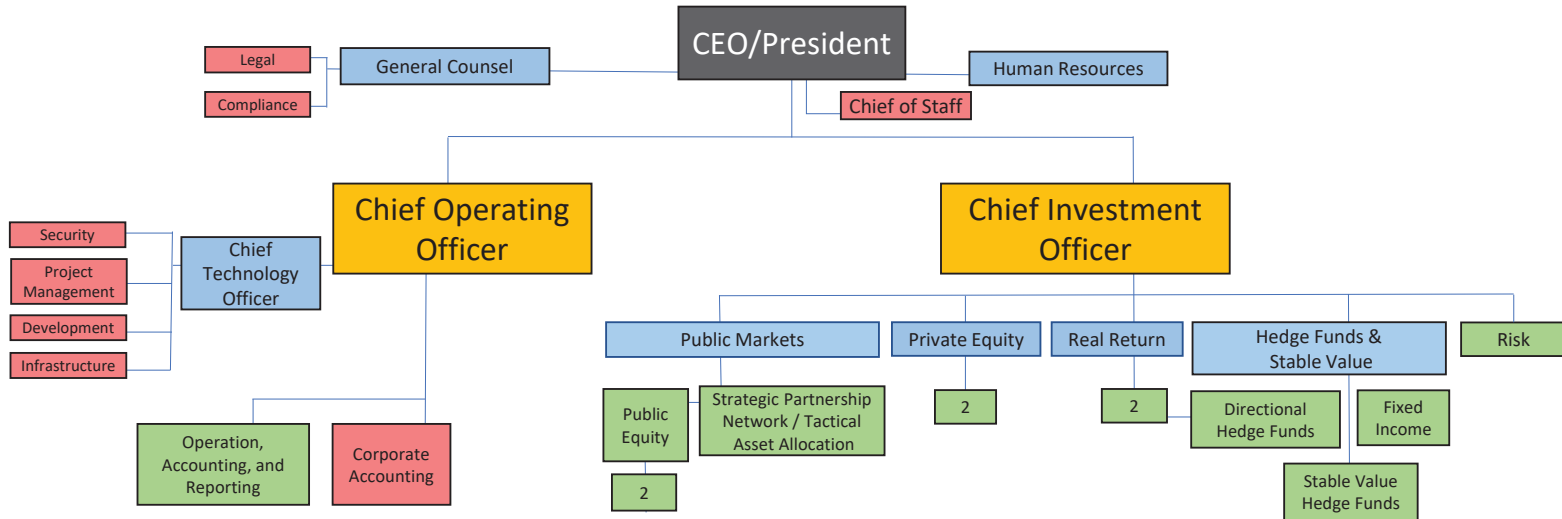 CEO/President
Legal
General Counsel
Human Resources
Compliance
Chief of Staff
Chief Operating
Officer
Chief Investment
Officer
Security
Project
Management
Development
Infrastructure
Chief
Technology
Officer
Public Markets
Private Equity
Real Return
Hedge Funds &
Stable Value
Risk
Public
Equity
Strategic Partnership
Network / Tactical
Asset Allocation
2
2
Directional
Hedge Funds
Fixed
Income
Operation,
Accounting, and
Reporting
Corporate
Accounting
2
Stable Value
Hedge Funds